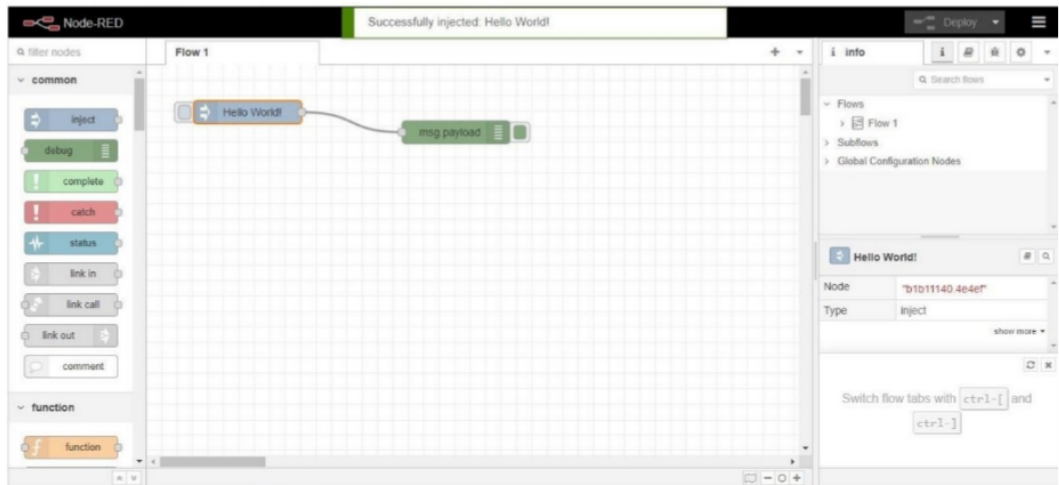 Node-RED
Successfully injected: Hello World!
Deploy
filter nodes
Flow 1
i info
i
common
inject
debug
complete
catch
status
link in
link call
link out
comment
function
function
Hello World!
msg.payload
Search flows
Flows
Flow 1
Subflows
Global Configuration Nodes
Hello World!
Node "b1b11140.4e4ef"
Type inject
show more
Switch flow tabs with ctrl-[ and
ctrl-]